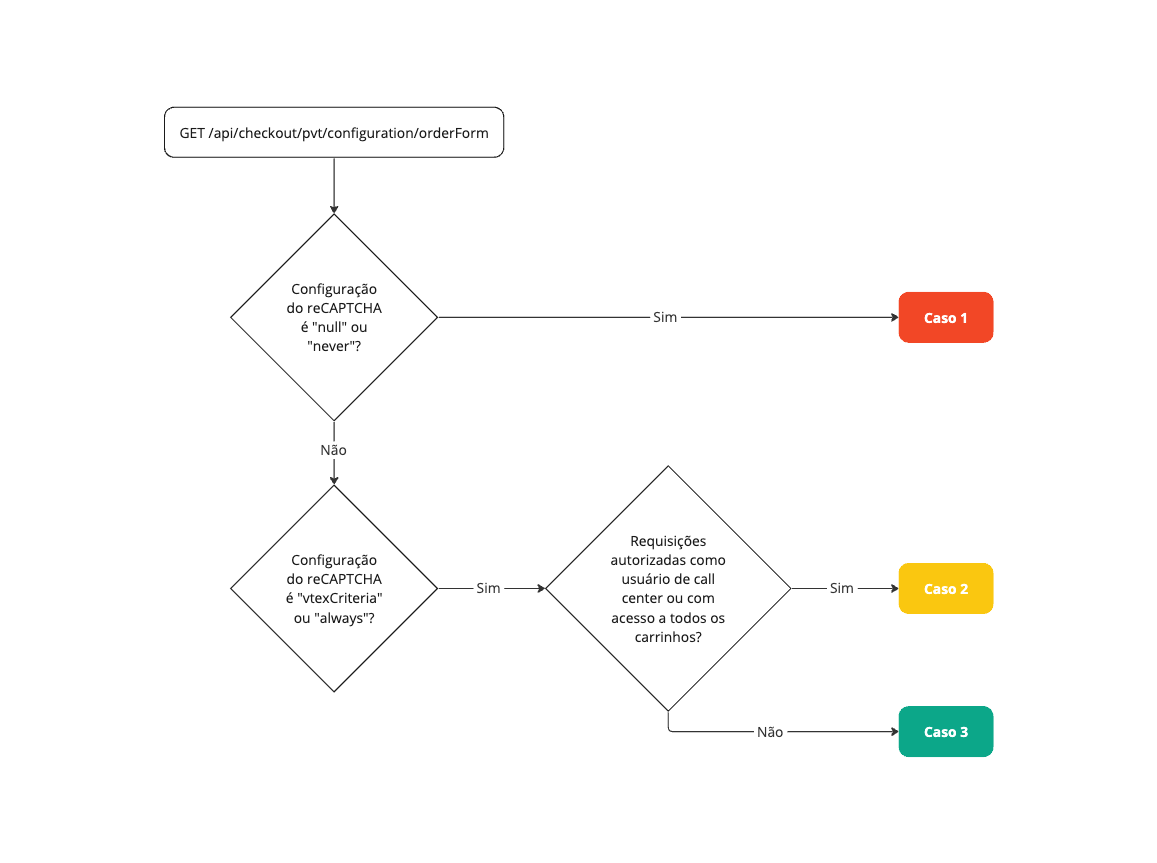 GET /api/checkout/pvt/configuration/orderForm
Configuração
do reCAPTCHA
é "null" ou
"never"?
Sim
Caso 1
Não
Configuração
do reCAPTCHA
é "vtexCriteria"
ou "always"?
Sim
Requisições
autorizadas como
usuário de call
center ou com
acesso a todos os
carrinhos?
Sim
Caso 2
Não
Caso 3